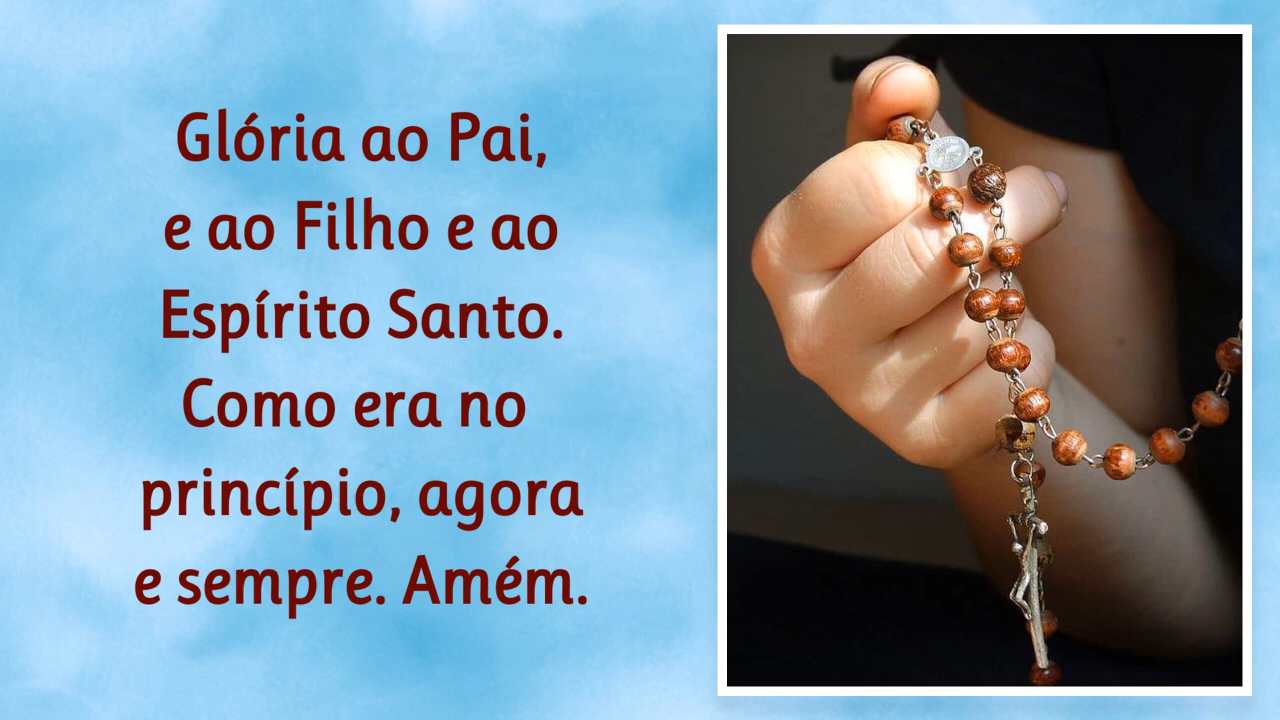 Glória ao Pai,
e ao Filho e ao
Espírito Santo.
Como era no
princípio, agora
e sempre. Amém.